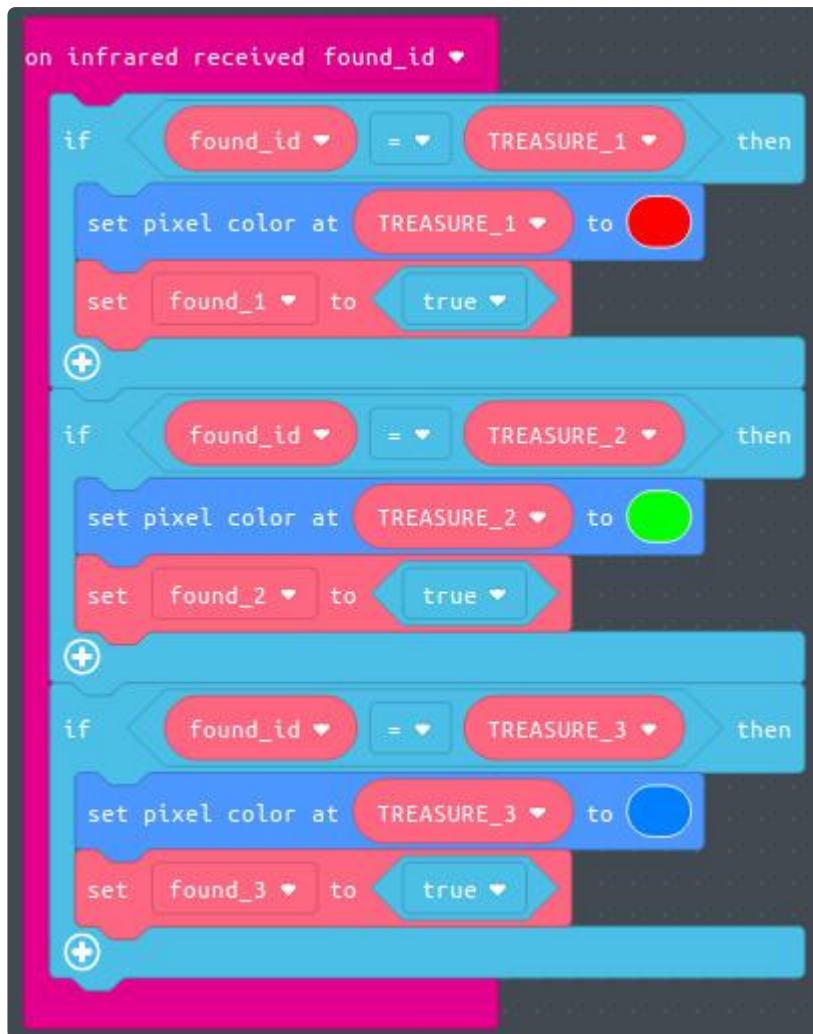 on infrared received found_id
if found_id = TREASURE_1 then
set pixel color at TREASURE_1 to
set found_1 to true
if found_id = TREASURE_2 then
set pixel color at TREASURE_2 to
set found_2 to true
if found_id = TREASURE_3 then
set pixel color at TREASURE_3 to
set found_3 to true